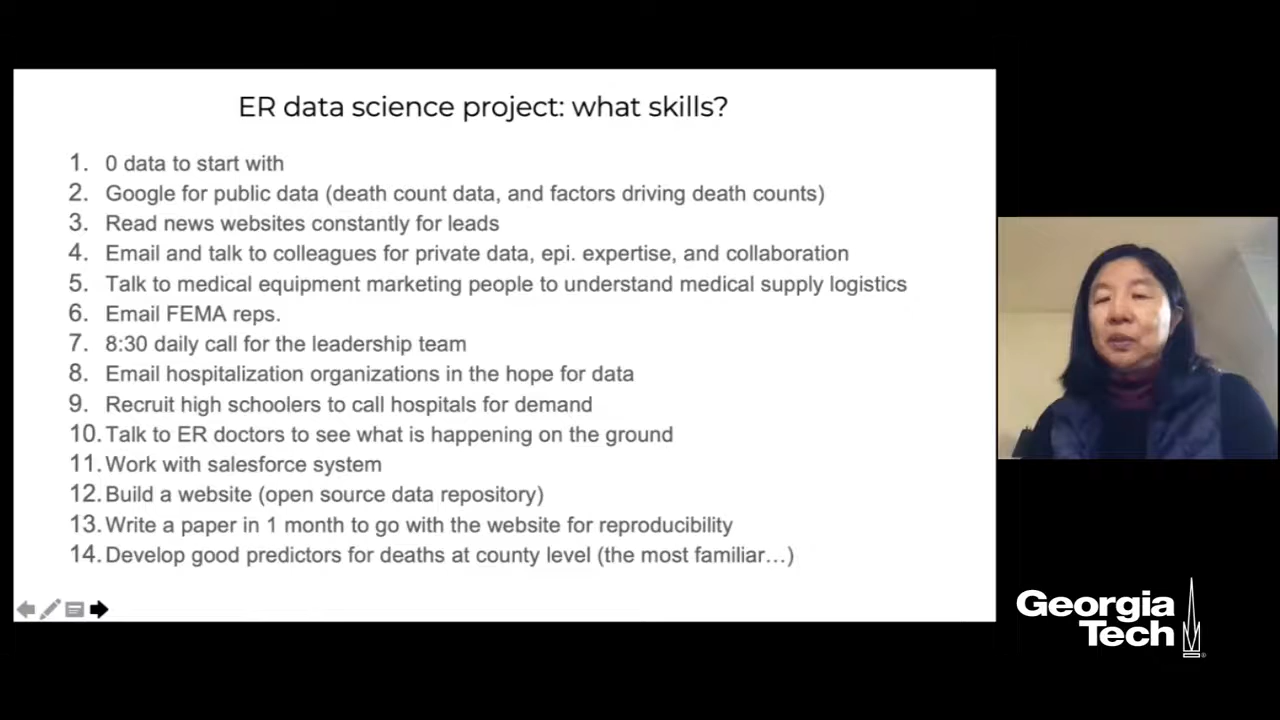 ER data science project: what skills?
1. 0 data to start with
2. Google for public data (death count data, and factors driving death counts)
3. Read news websites constantly for leads
4. Email and talk to colleagues for private data, epi. expertise, and collaboration
5. Talk to medical equipment marketing people to understand medical supply logistics
6. Email FEMA reps.
7. 8:30 daily call for the leadership team
8. Email hospitalization organizations in the hope for data
9. Recruit high schoolers to call hospitals for demand
10. Talk to ER doctors to see what is happening on the ground
11. Work with salesforce system
12. Build a website (open source data repository)
13. Write a paper in 1 month to go with the website for reproducibility
14. Develop good predictors for deaths at county level (the most familiar…)
Georgia
Tech